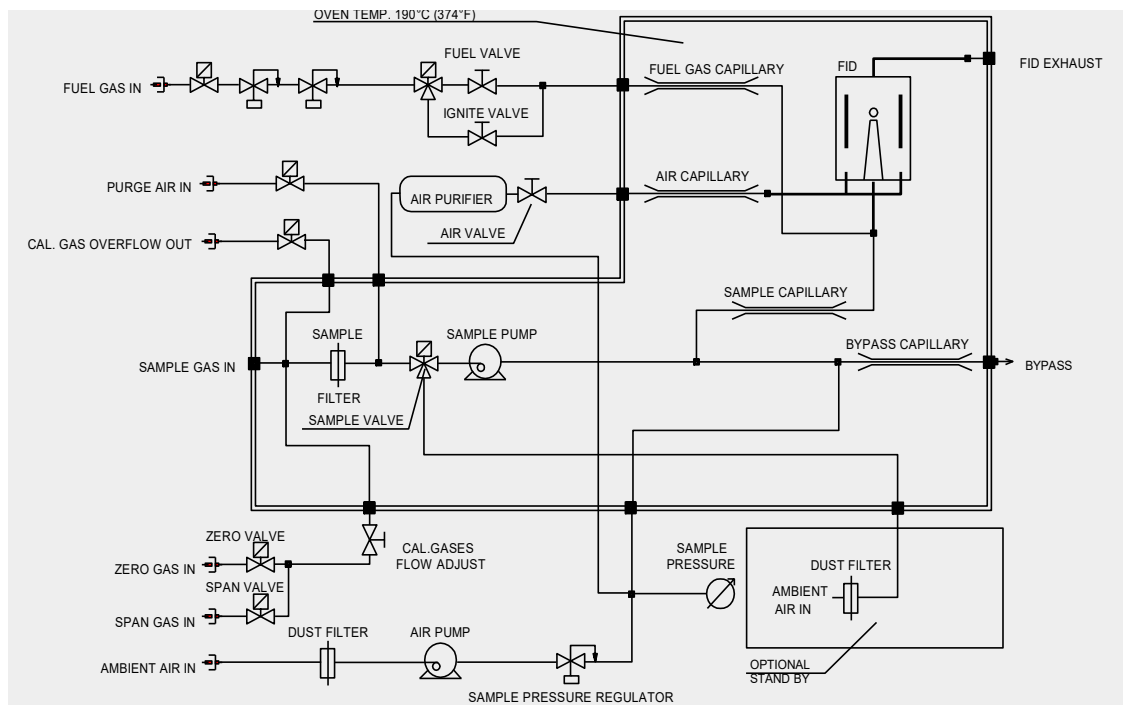 OVEN TEMP. 190°C (374°F)
FUEL VALVE
FUEL GAS CAPILLARY
FID
FID EXHAUST
FUEL GAS IN
IGNITE VALVE
PURGE AIR IN
AIR PURIFIER
AIR CAPILLARY
AIR VALVE
CAL. GAS OVERFLOW OUT
SAMPLE CAPILLARY
SAMPLE
SAMPLE PUMP
BYPASS CAPILLARY
SAMPLE GAS IN
BYPASS
FILTER
SAMPLE VALVE
ZERO VALVE
CAL.GASES
FLOW ADJUST
SAMPLE
PRESSURE
ZERO GAS IN
DUST FILTER
SPAN VALVE
AMBIENT
AIR IN
SPAN GAS IN
DUST FILTER
AIR PUMP
AMBIENT AIR IN
OPTIONAL
STAND BY
SAMPLE PRESSURE REGULATOR